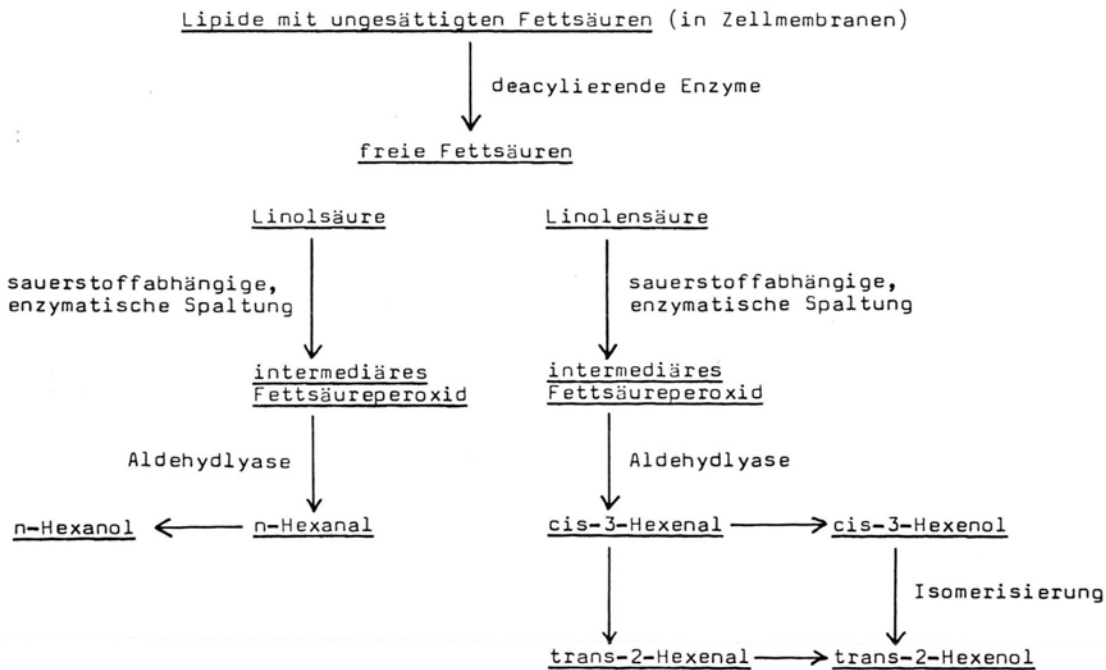 Lipide mit ungesättigten Fettsäuren (in Zellmembranen)
deacylierende Enzyme
freie Fettsäuren
Linolsäure
Linolensäure
sauerstoffabhängige,
enzymatische Spaltung
sauerstoffabhängige,
enzymatische Spaltung
intermediäres
Fettsäureperoxid
intermediäres
Fettsäureperoxid
Aldehydlyase
Aldehydlyase
n-Hexanol
n-Hexanal
cis-3-Hexenal
cis-3-Hexenol
Isomerisierung
trans-2-Hexenal
trans-2-Hexenol